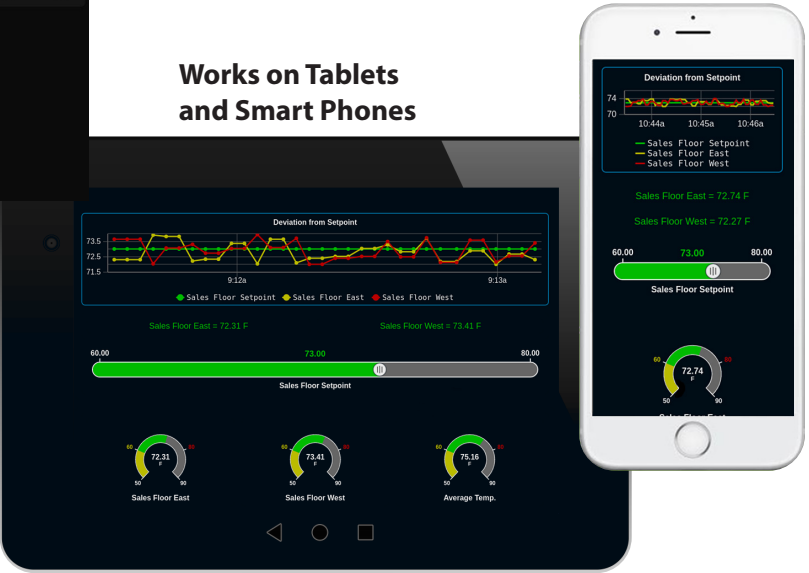 Works on Tablets
and Smart Phones
Deviation from Setpoint
73.5
72.5
71.5
9:12a 9:13a
Sales Floor Setpoint Sales Floor East Sales Floor West
Sales Floor East = 72.31 F Sales Floor West = 73.41 F
60.00 73.00 80.00
Sales Floor Setpoint
60 80 60 80 60 80
72.31 73.41 75.16
F F F
50 90 50 90 50 90
Sales Floor East Sales Floor West Average Temp.
Deviation from Setpoint
74
70
10:44a 10:45a 10:46a
Sales Floor Setpoint
Sales Floor East
Sales Floor West
Sales Floor East = 72.74 F
Sales Floor West = 72.27 F
60.00 73.00 80.00
Sales Floor Setpoint
60 80
72.74
F
50 90
Sales Floor East